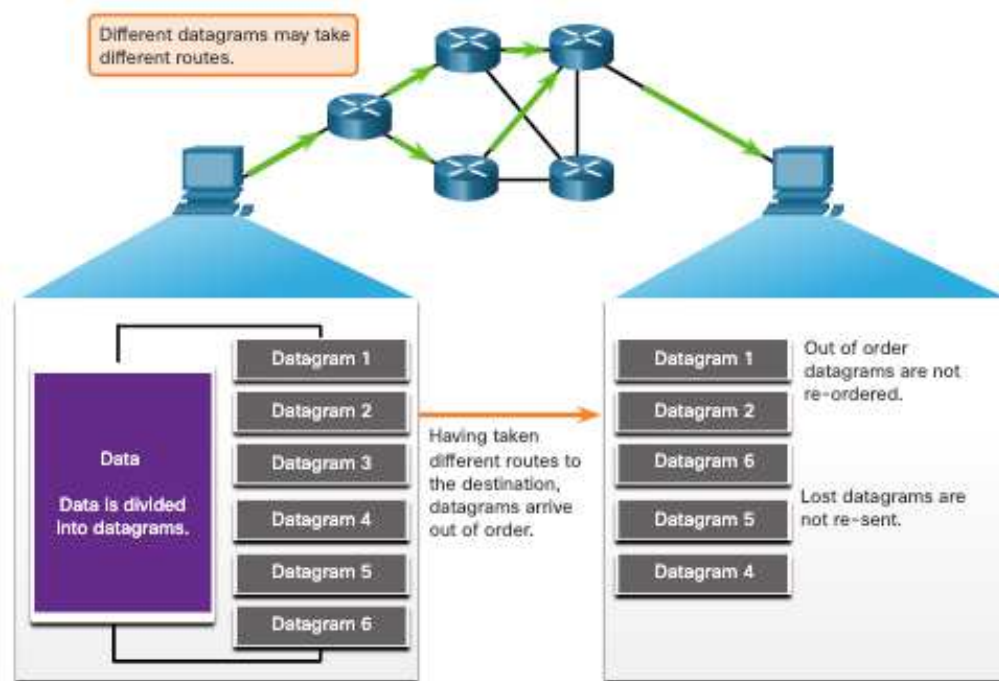 Different datagrams may take
different routes.
Data
Data is divided
into datagrams.
Datagram 1
Datagram 2
Datagram 3
Datagram 4
Datagram 5
Datagram 6
Having taken
different routes to
the destination,
datagrams arrive
out of order.
Datagram 1
Datagram 2
Datagram 6
Datagram 5
Datagram 4
Out of order
datagrams are not
re-ordered.
Lost datagrams are
not re-sent.